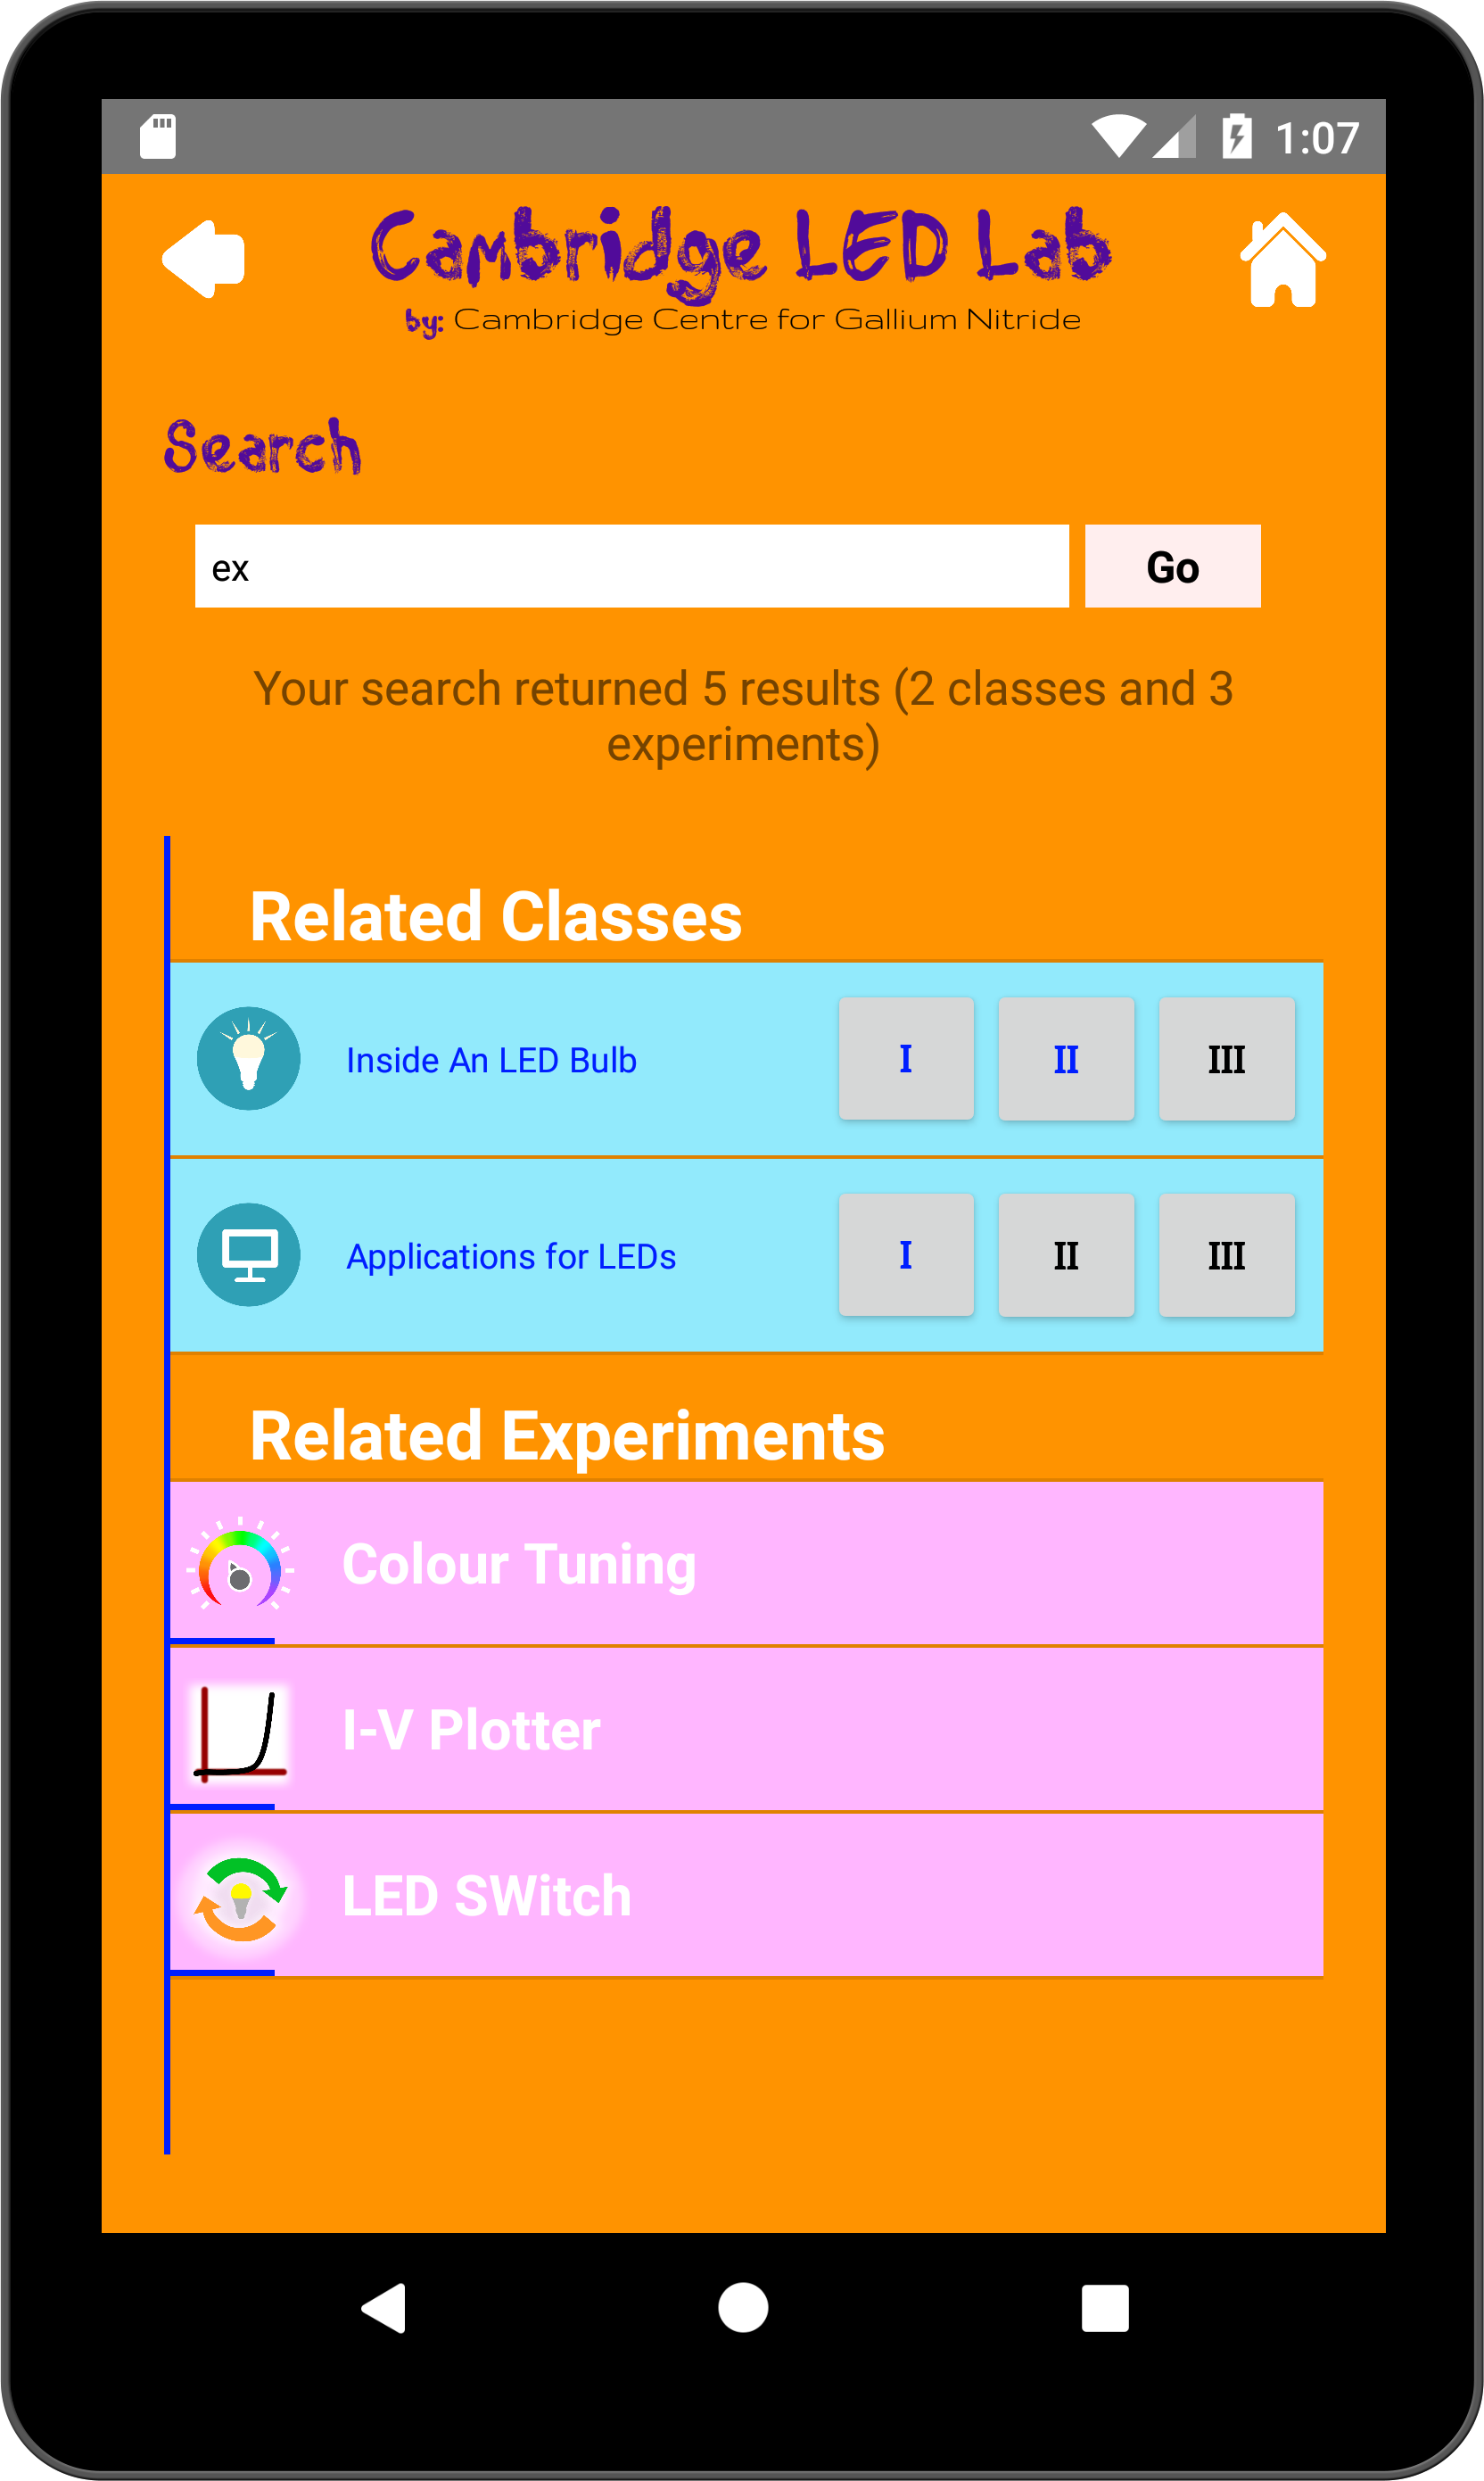 1:07
Cambridge LED Lab
by: Cambridge Centre for Gallium Nitride
Search
ex
Go
Your search returned 5 results (2 classes and 3
experiments)
Related Classes
Inside An LED Bulb I II III
Applications for LEDs I II III
Related Experiments
Colour Tuning
I-V Plotter
LED SWitch